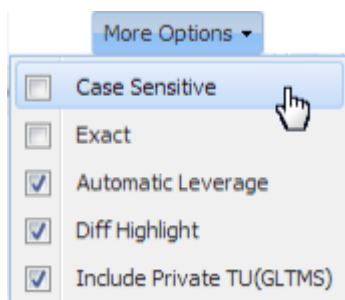 More Options
Case Sensitive
Exact
Automatic Leverage
Diff Highlight
Include Private TU(GLTMS)